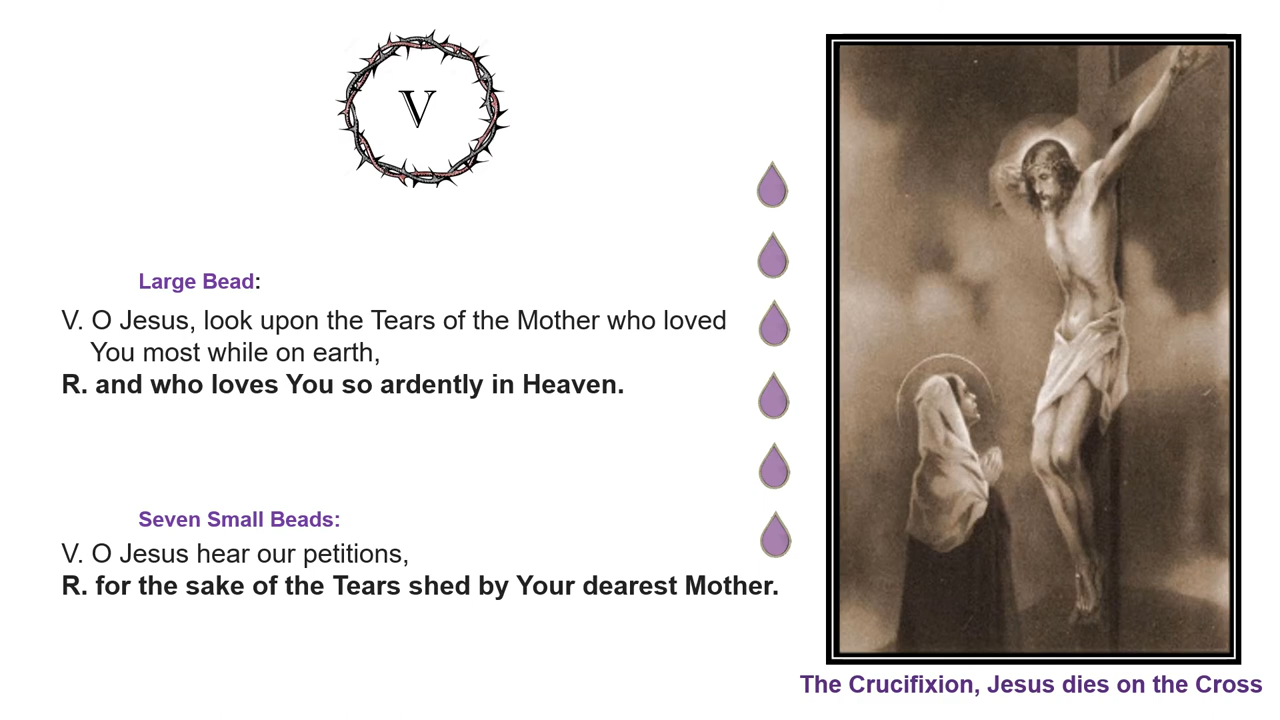 V
Large Bead:
V. O Jesus, look upon the Tears of the Mother who loved
You most while on earth,
R. and who loves You so ardently in Heaven.
Seven Small Beads:
V. O Jesus hear our petitions,
R. for the sake of the Tears shed by Your dearest Mother.
The Crucifixion, Jesus dies on the Cross